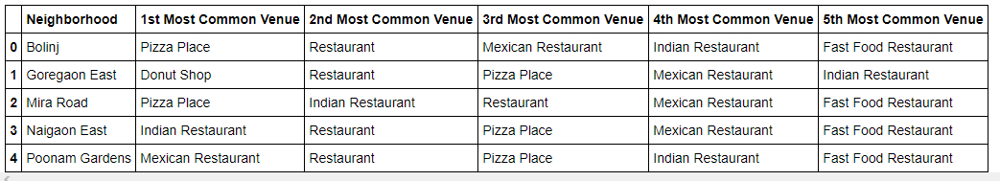 Neighborhood 1st Most Common Venue 2nd Most Common Venue 3rd Most Common Venue 4th Most Common Venue 5th Most Common Venue
0 Bolinj Pizza Place Restaurant Mexican Restaurant Indian Restaurant Fast Food Restaurant
1 Goregaon East Donut Shop Restaurant Pizza Place Mexican Restaurant Indian Restaurant
2 Mira Road Pizza Place Indian Restaurant Restaurant Mexican Restaurant Fast Food Restaurant
3 Naigaon East Indian Restaurant Restaurant Pizza Place Mexican Restaurant Fast Food Restaurant
4 Poonam Gardens Mexican Restaurant Restaurant Pizza Place Indian Restaurant Fast Food Restaurant